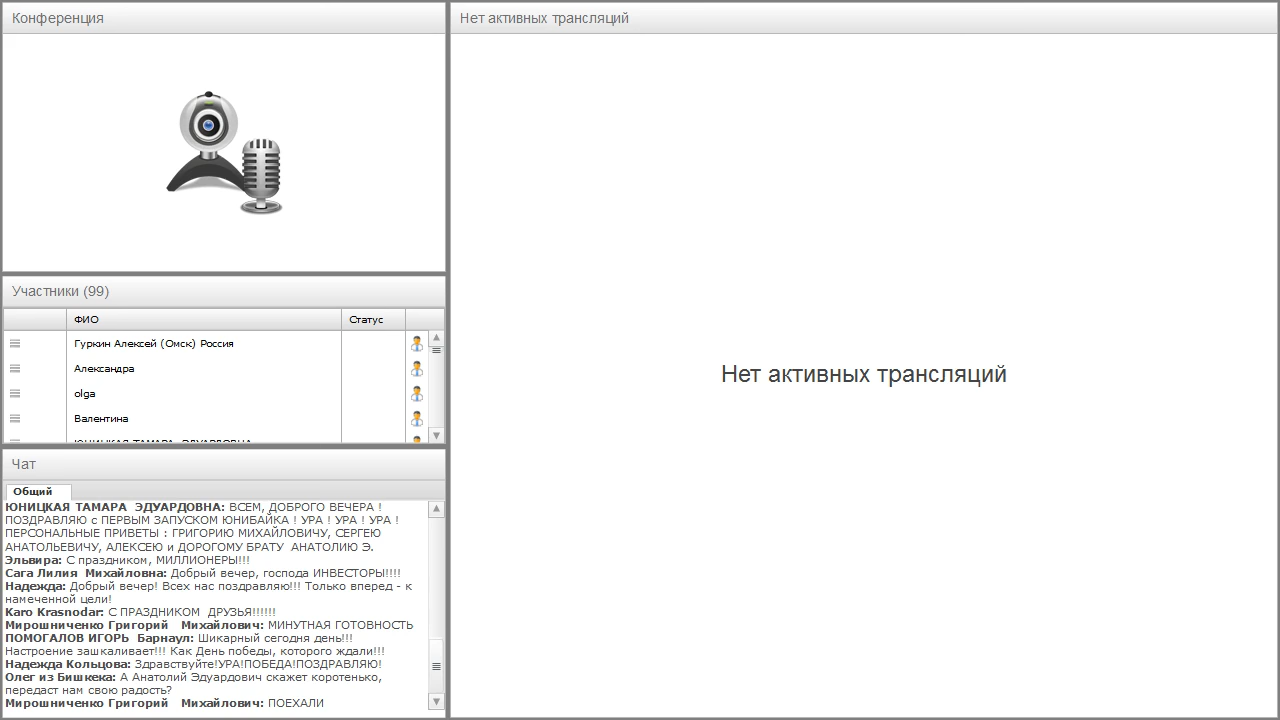 Конференция
Нет активных трансляций
Участники (99)
ФИО Статус
Гуркин Алексей (Омск) Россия
Александра
olga
Валентина
ЮНИЦКАЯ ТАМАРА ЭДУАРДОВНА
Чат
Общий
ЮНИЦКАЯ ТАМАРА ЭДУАРДОВНА: ВСЕМ, ДОБРОГО ВЕЧЕРА !
ПОЗДРАВЛЯЮ с ПЕРВЫМ ЗАПУСКОМ ЮНИБАЙКА ! УРА ! УРА ! УРА !
ПЕРСОНАЛЬНЫЕ ПРИВЕТЫ : ГРИГОРИЮ МИХАЙЛОВИЧУ, СЕРГЕЮ
АНАТОЛЬЕВИЧУ, АЛЕКСЕЮ и ДОРОГОМУ БРАТУ АНАТОЛИЮ Э.
Эльвира: С праздником, МИЛЛИОНЕРЫ!!!
Сага Лилия Михайловна: Добрый вечер, господа ИНВЕСТОРЫ!!!!
Надежда: Добрый вечер! Всех нас поздравляю!!! Только вперед - к
намеченной цели!
Karo Krasnodar: С ПРАЗДНИКОМ ДРУЗЬЯ!!!!!!
Мирошниченко Григорий Михайлович: МИНУТНАЯ ГОТОВНОСТЬ
ПОМОГАЛОВ ИГОРЬ Барнаул: Шикарный сегодня день!!!
Настроение зашкаливает!!! Как День победы, которого ждали!!!
Надежда Кольцова: Здравствуйте!УРА!ПОБЕДА!ПОЗДРАВЛЯЮ!
Олег из Бишкека: А Анатолий Эдуардович скажет коротенько,
передаст нам свою радость?
Мирошниченко Григорий Михайлович: ПОЕХАЛИ
Нет активных трансляций